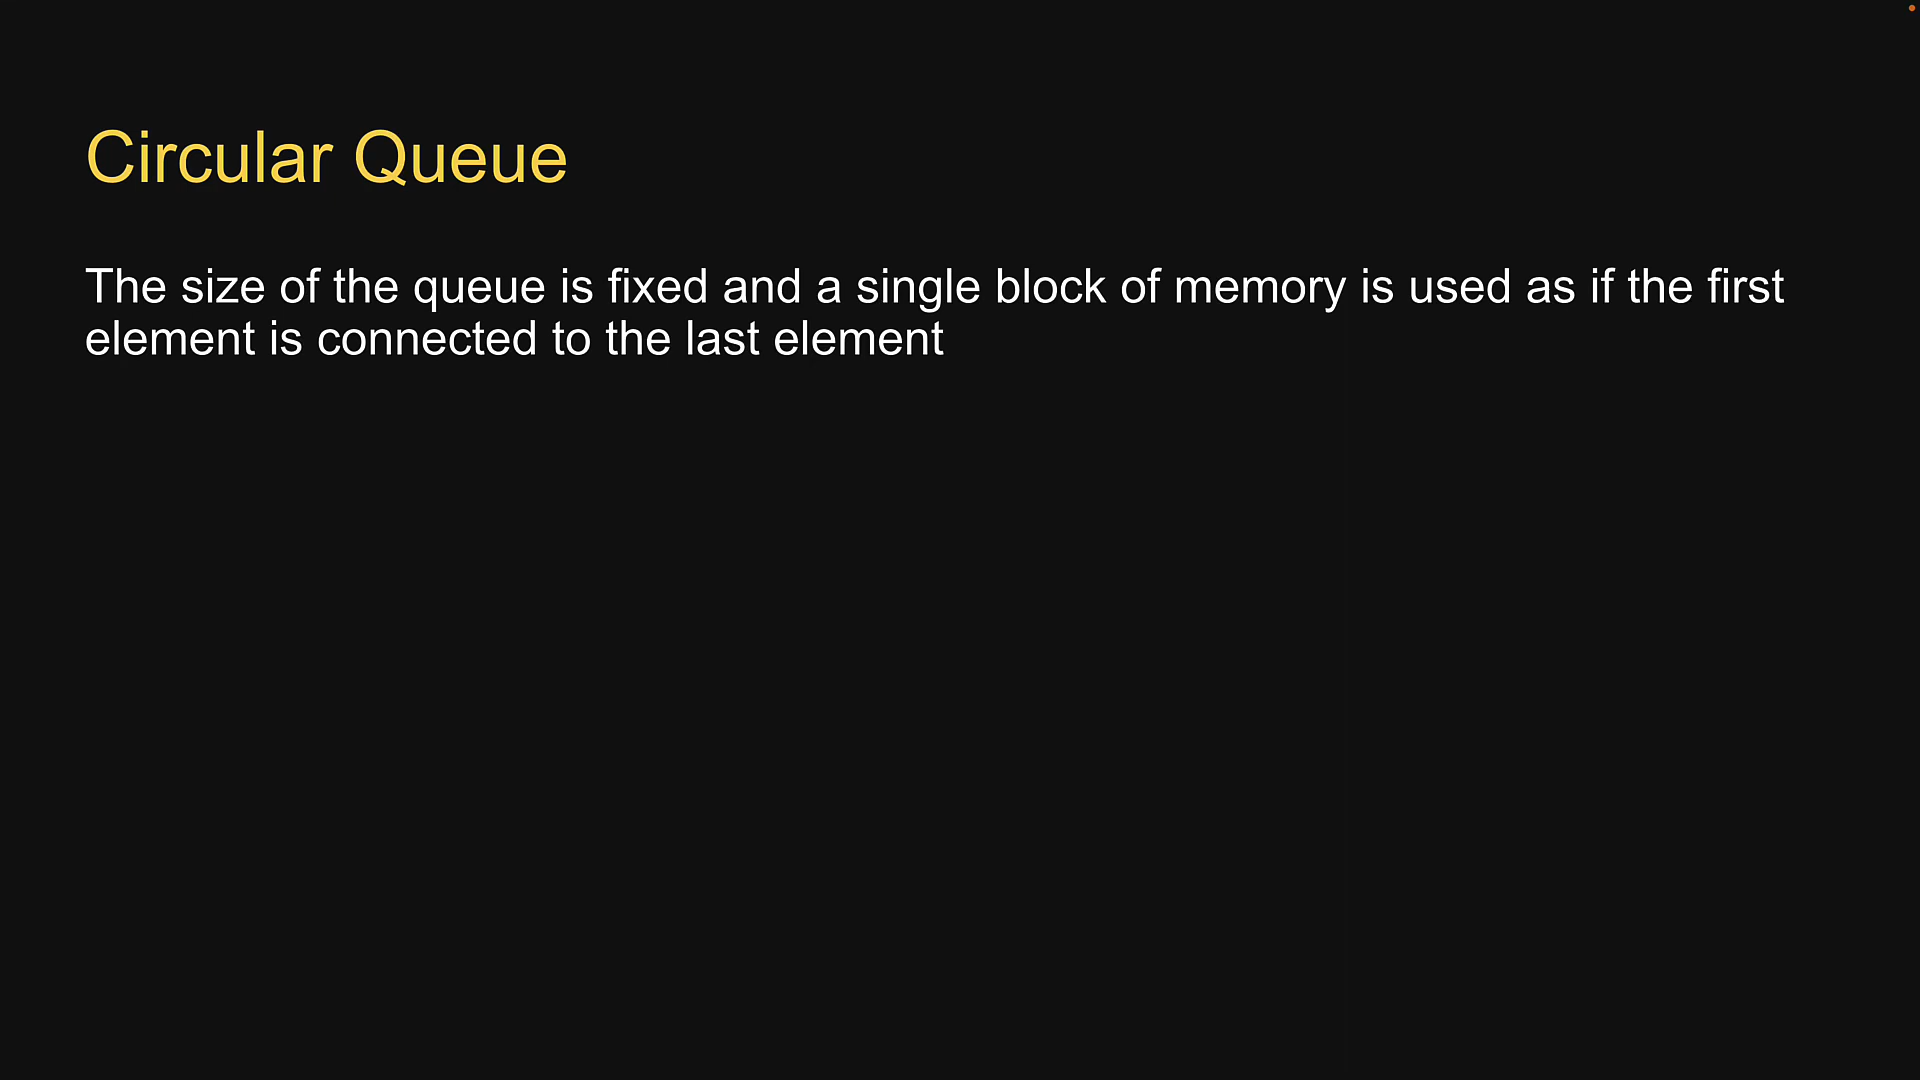 Circular Queue
The size of the queue is fixed and a single block of memory is used as if the first
element is connected to the last element